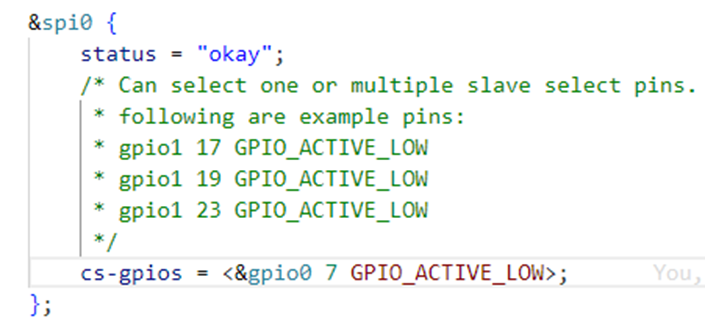 &spi0 {
    status = "okay";
    /* Can select one or multiple slave select pins.
     * following are example pins:
     * gpio1 17 GPIO_ACTIVE_LOW
     * gpio1 19 GPIO_ACTIVE_LOW
     * gpio1 23 GPIO_ACTIVE_LOW
     */
    cs-gpios = <&gpio0 7 GPIO_ACTIVE_LOW>;    You,
};